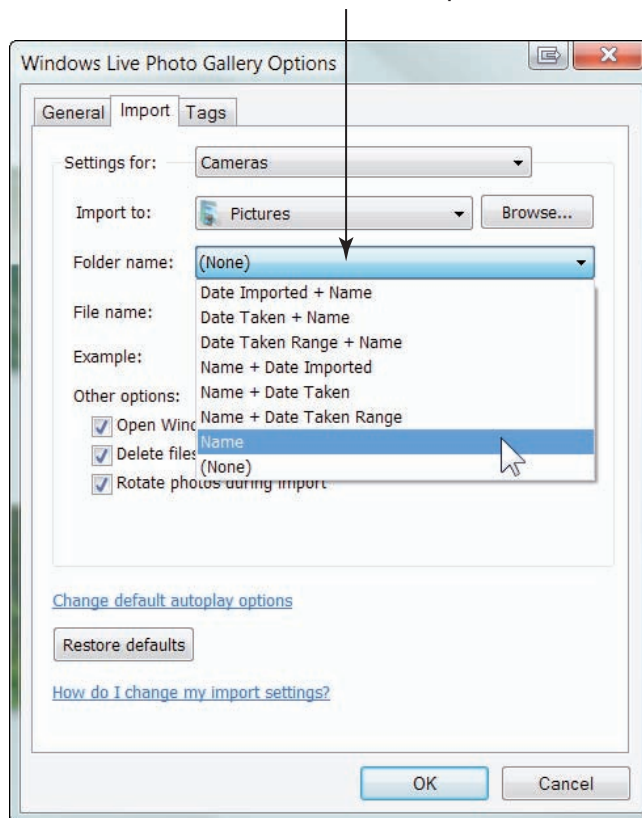 Windows Live Photo Gallery Options
General Import Tags
Settings for: Cameras
Import to: Pictures Browse...
Folder name: (None)
Date Imported + Name
File name:
Date Taken + Name
Date Taken Range + Name
Example:
Name + Date Imported
Name + Date Taken
Other options:
Name + Date Taken Range
Open
Name
Delete
(None)
Rotate photos during import
Change default autoplay options
Restore defaults
How do I change my import settings?
OK Cancel